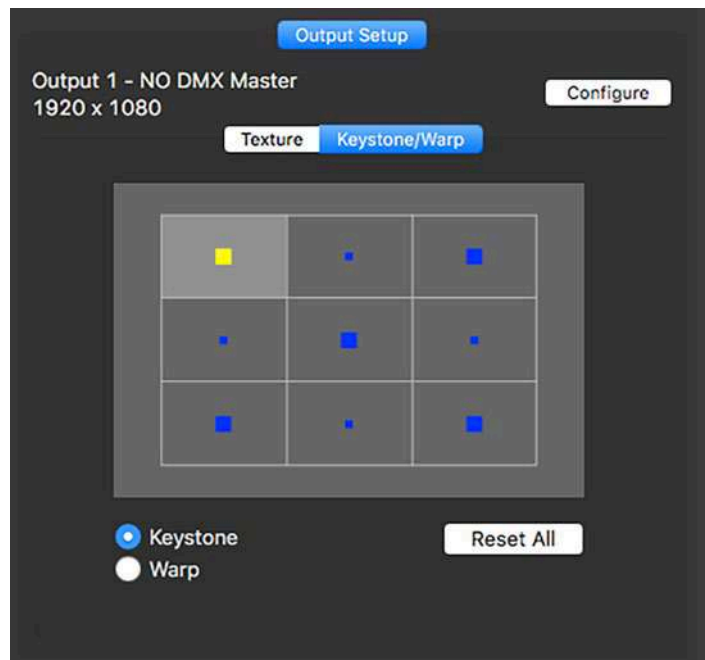 Output Setup
Output 1 - NO DMX Master
Configure
1920 x 1080
Texture
Keystone/Warp
Keystone
Reset All
Warp